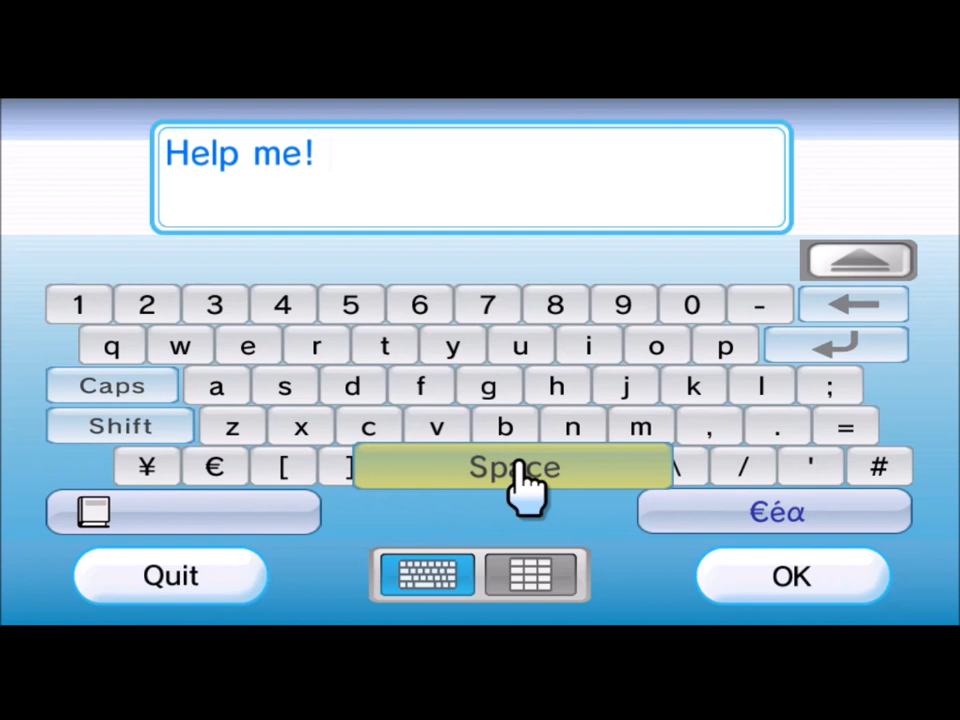 Help me!
1 2 3 4 5 6 7 8 9 0 -
q w e r t y u i o p
Caps a s d f g h j k l ;
Shift z x c v b n m , . =
¥ € [ ] Space \ / ' #
€éα
Quit OK